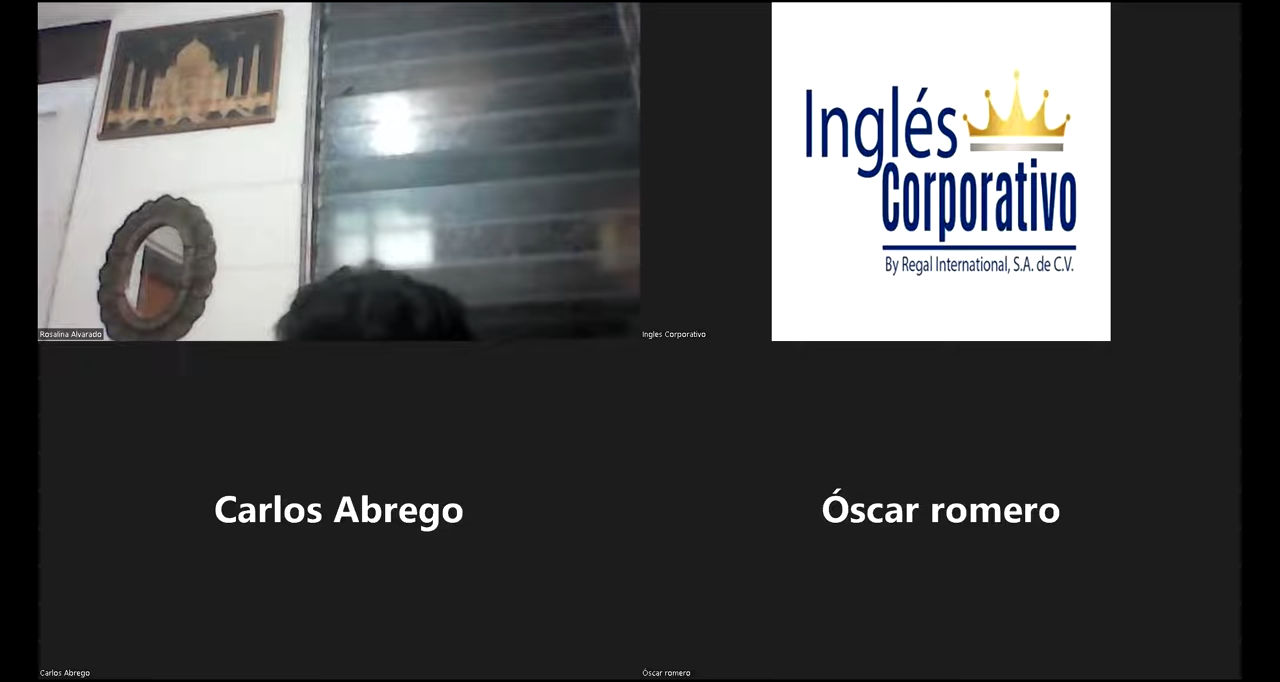 Rosalina Alvarado
Inglés
Corporativo
By Regal International, S.A. de C.V.
Ingles Corporativo
Carlos Abrego
Óscar romero
Carlos Abrego
Óscar romero